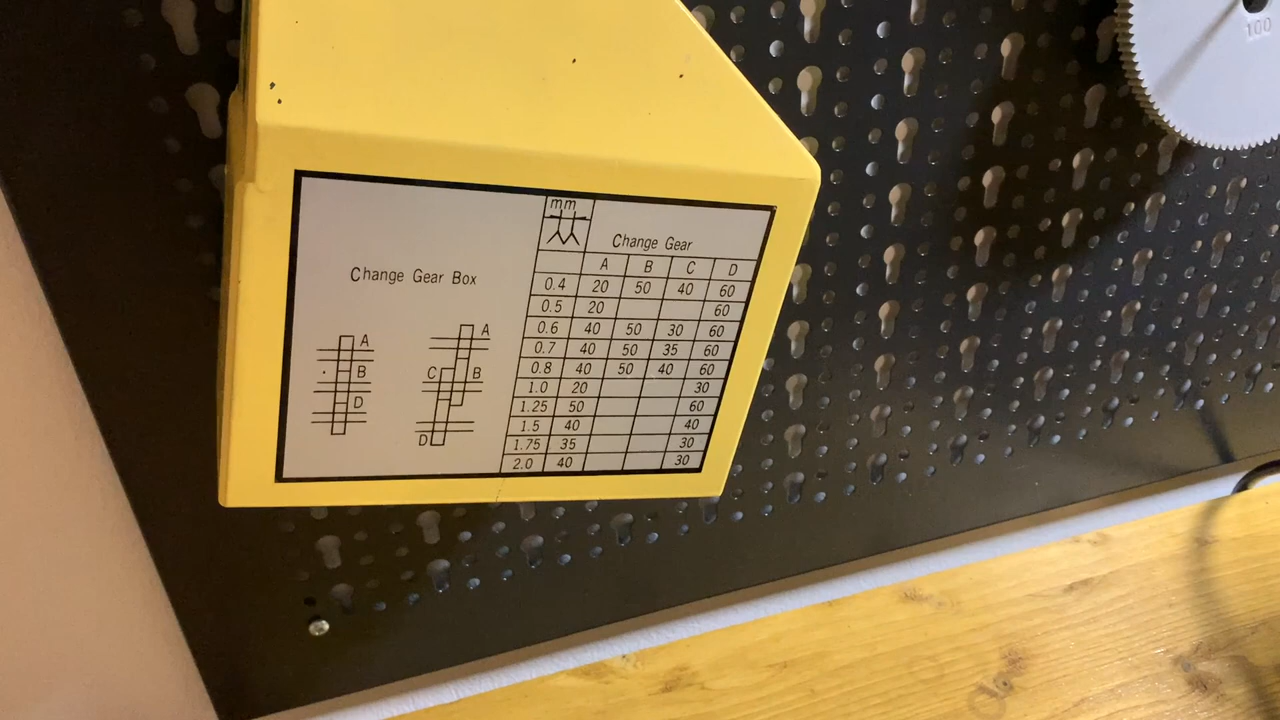 100
mm
Change Gear
Change Gear Box
A B C D
0.4 20 50 40 60
0.5 20 60
0.6 40 50 30 60
0.7 40 50 35 60
0.8 40 50 40 60
1.0 20 30
1.25 50 60
1.5 40 40
1.75 35 30
2.0 40 30
A
B
D
A
C B
D